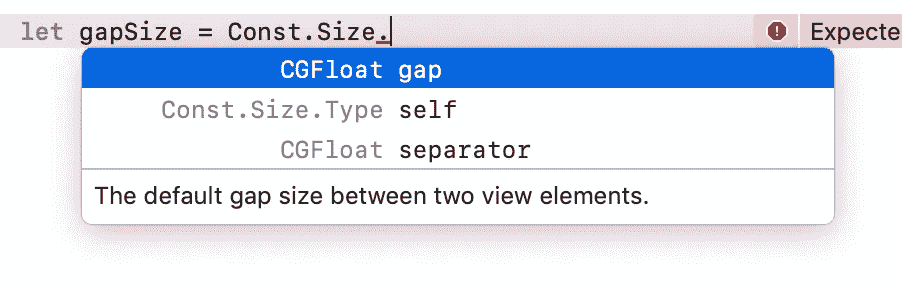 let gapSize = Const.Size.
Expecte
CGFloat gap
Const.Size.Type self
CGFloat separator
The default gap size between two view elements.